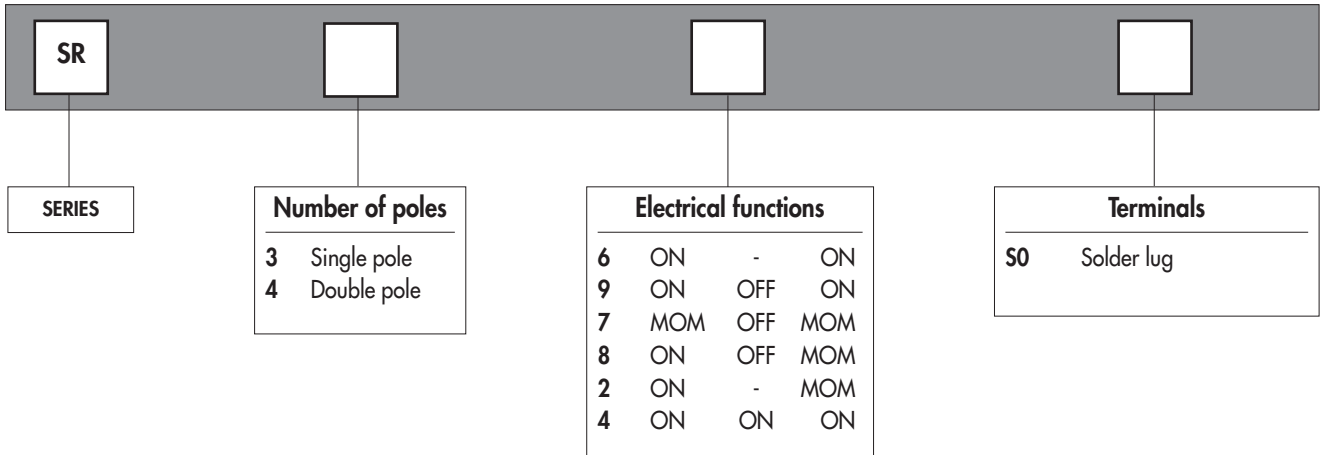 SR
SERIES
Number of poles
3 Single pole
4 Double pole
Electrical functions
6 ON - ON
9 ON OFF ON
7 MOM OFF MOM
8 ON OFF MOM
2 ON - MOM
4 ON ON ON
Terminals
S0 Solder lug